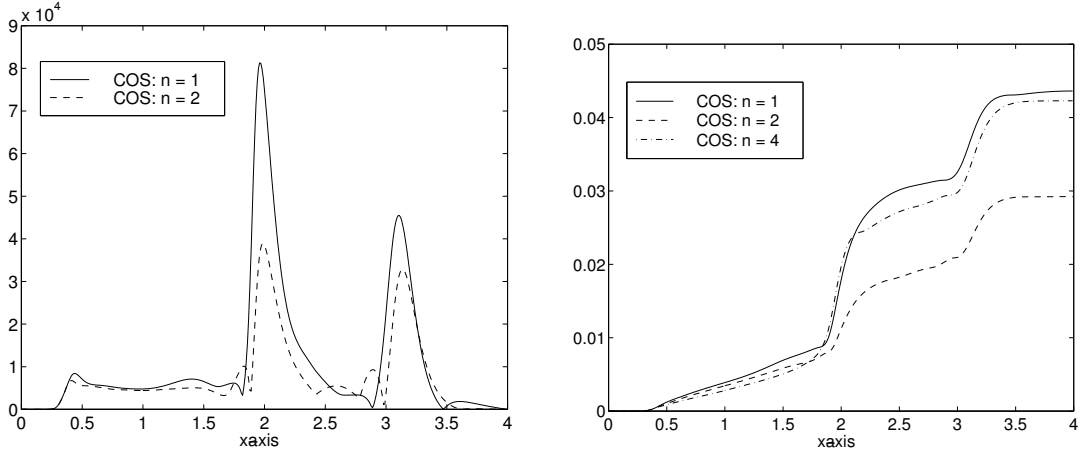 x 10^4
9
8
7
6
5
4
3
2
1
0
COS: n = 1
COS: n = 2
0 0.5 1 1.5 2 2.5 3 3.5 4
xaxis
0.05
0.04
0.03
0.02
0.01
0
COS: n = 1
COS: n = 2
COS: n = 4
0 0.5 1 1.5 2 2.5 3 3.5 4
xaxis